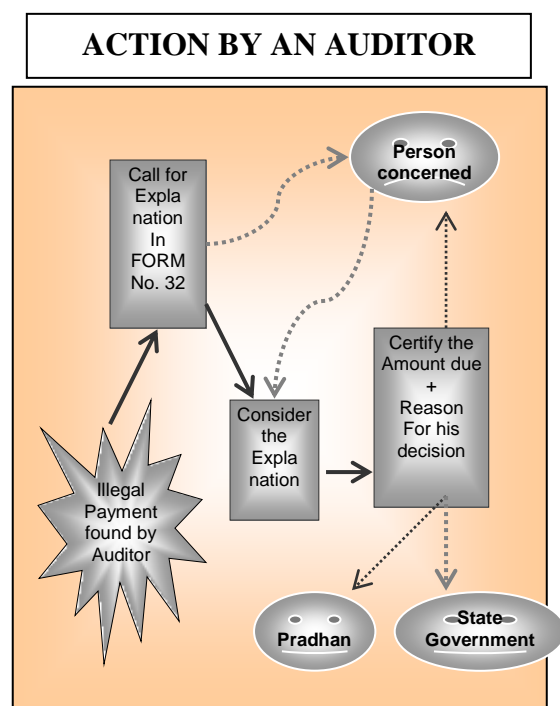 ACTION BY AN AUDITOR
Person
concerned
Call for
Expla
nation
In
FORM
No. 32
Certify the
Amount due
+
Reason
For his
decision
Consider
the
Expla
nation
Illegal
Payment
found by
Auditor
Pradhan
State
Government